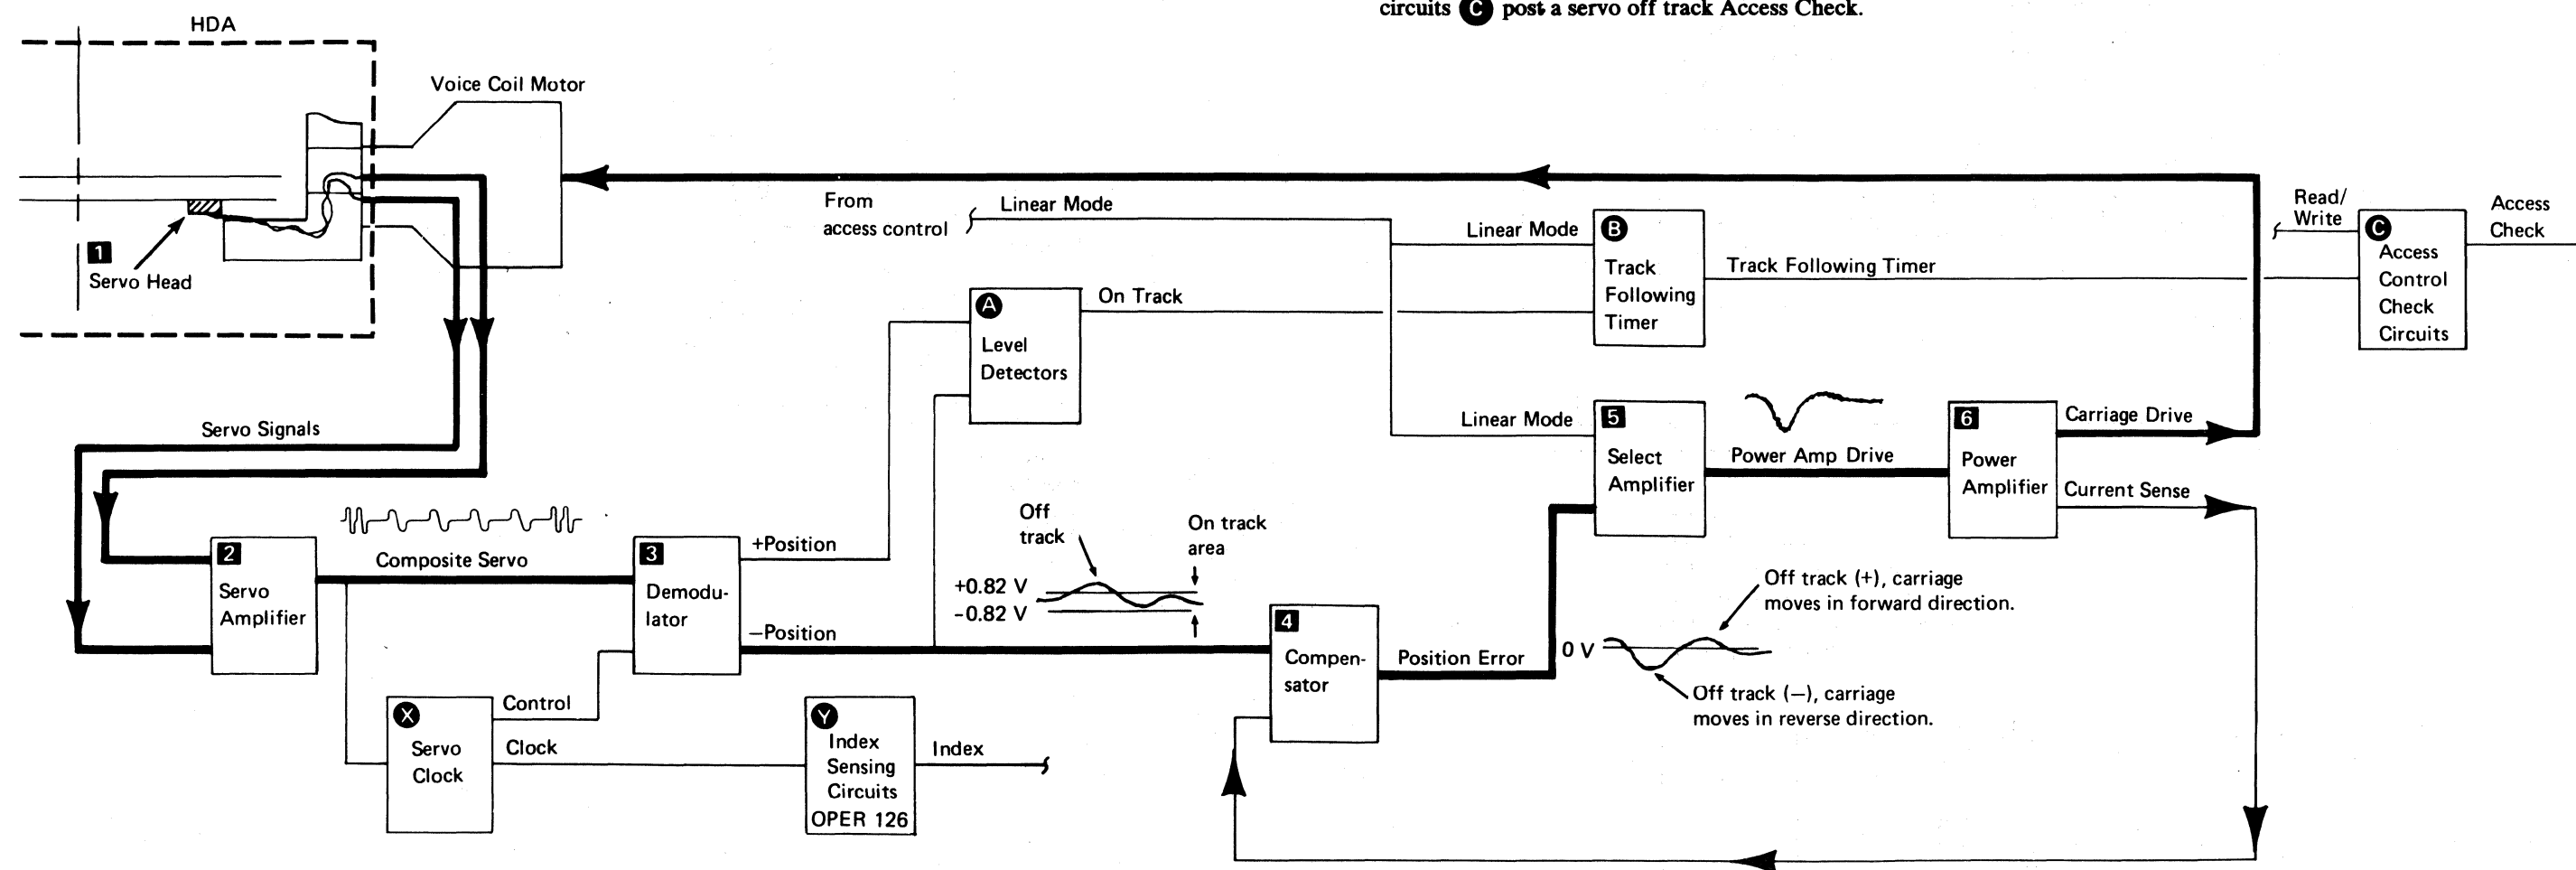 circuits C post a servo off track Access Check.
HDA
Voice Coil Motor
1
Servo Head
From
access control
Linear Mode
Linear Mode
B
Track
Following
Timer
Track Following Timer
Read/
Write
C
Access
Control
Check
Circuits
Access
Check
A
Level
Detectors
On Track
Servo Signals
Linear Mode
5
Select
Amplifier
Power Amp Drive
6
Power
Amplifier
Carriage Drive
Current Sense
2
Servo
Amplifier
Composite Servo
3
Demodu-
lator
+Position
−Position
Off
track
On track
area
+0.82 V
−0.82 V
4
Compen-
sator
Position Error
0 V
Off track (+), carriage
moves in forward direction.
Off track (−), carriage
moves in reverse direction.
X
Servo
Clock
Control
Clock
Y
Index
Sensing
Circuits
OPER 126
Index